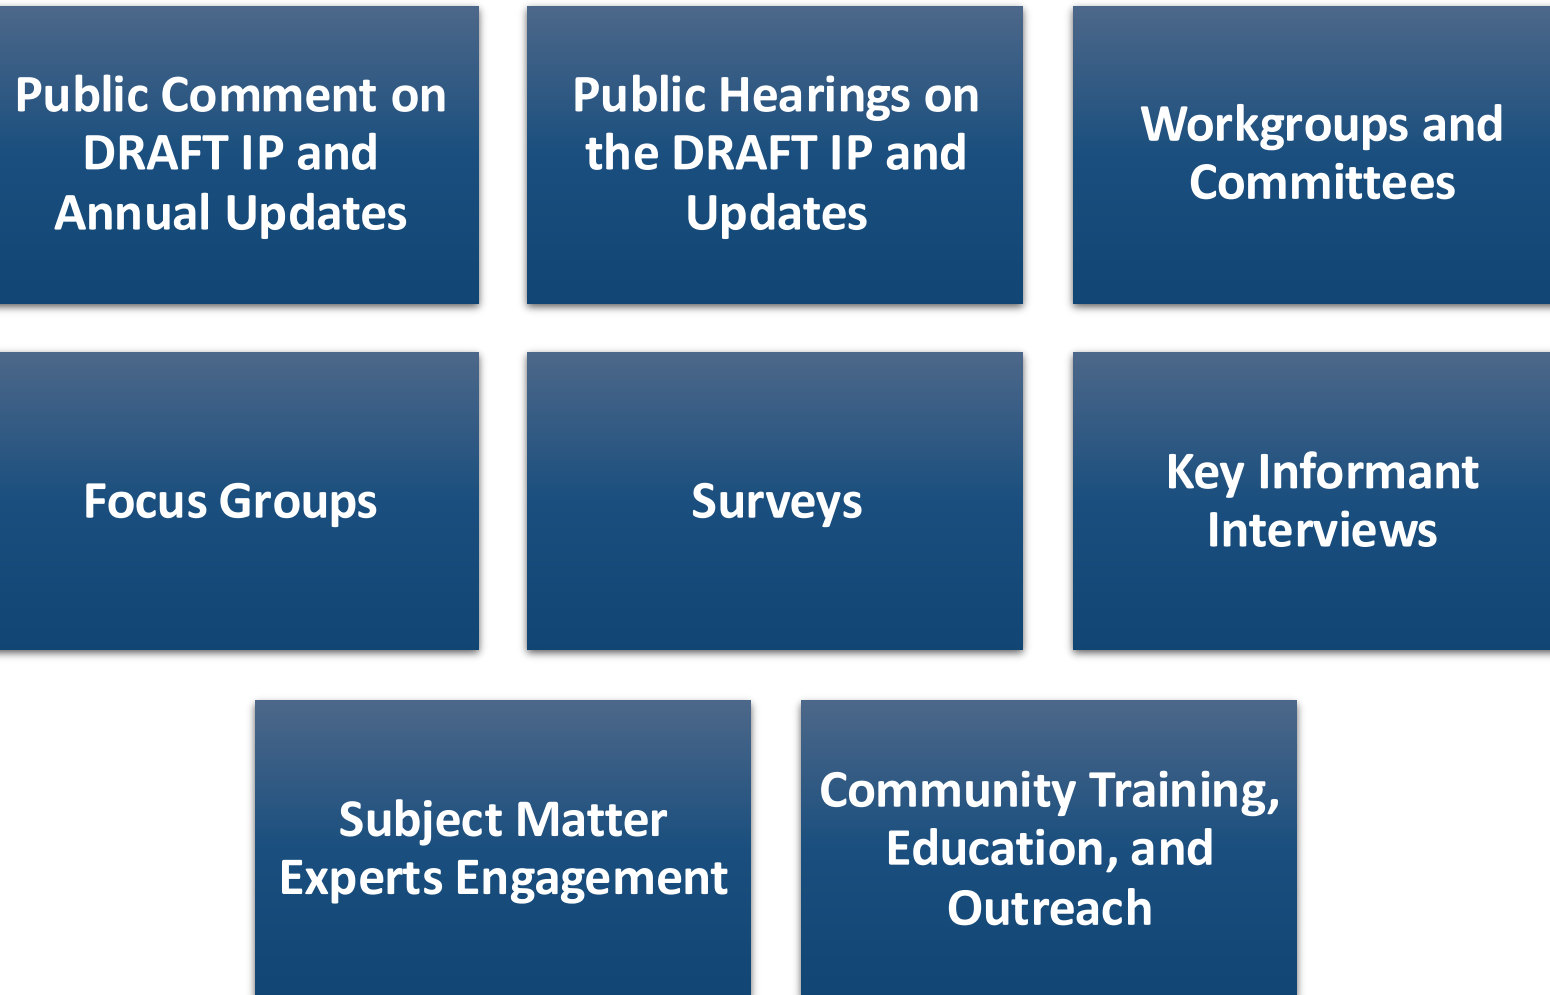 Public Comment on
DRAFT IP and
Annual Updates
Public Hearings on
the DRAFT IP and
Updates
Workgroups and
Committees
Focus Groups
Surveys
Key Informant
Interviews
Subject Matter
Experts Engagement
Community Training,
Education, and
Outreach